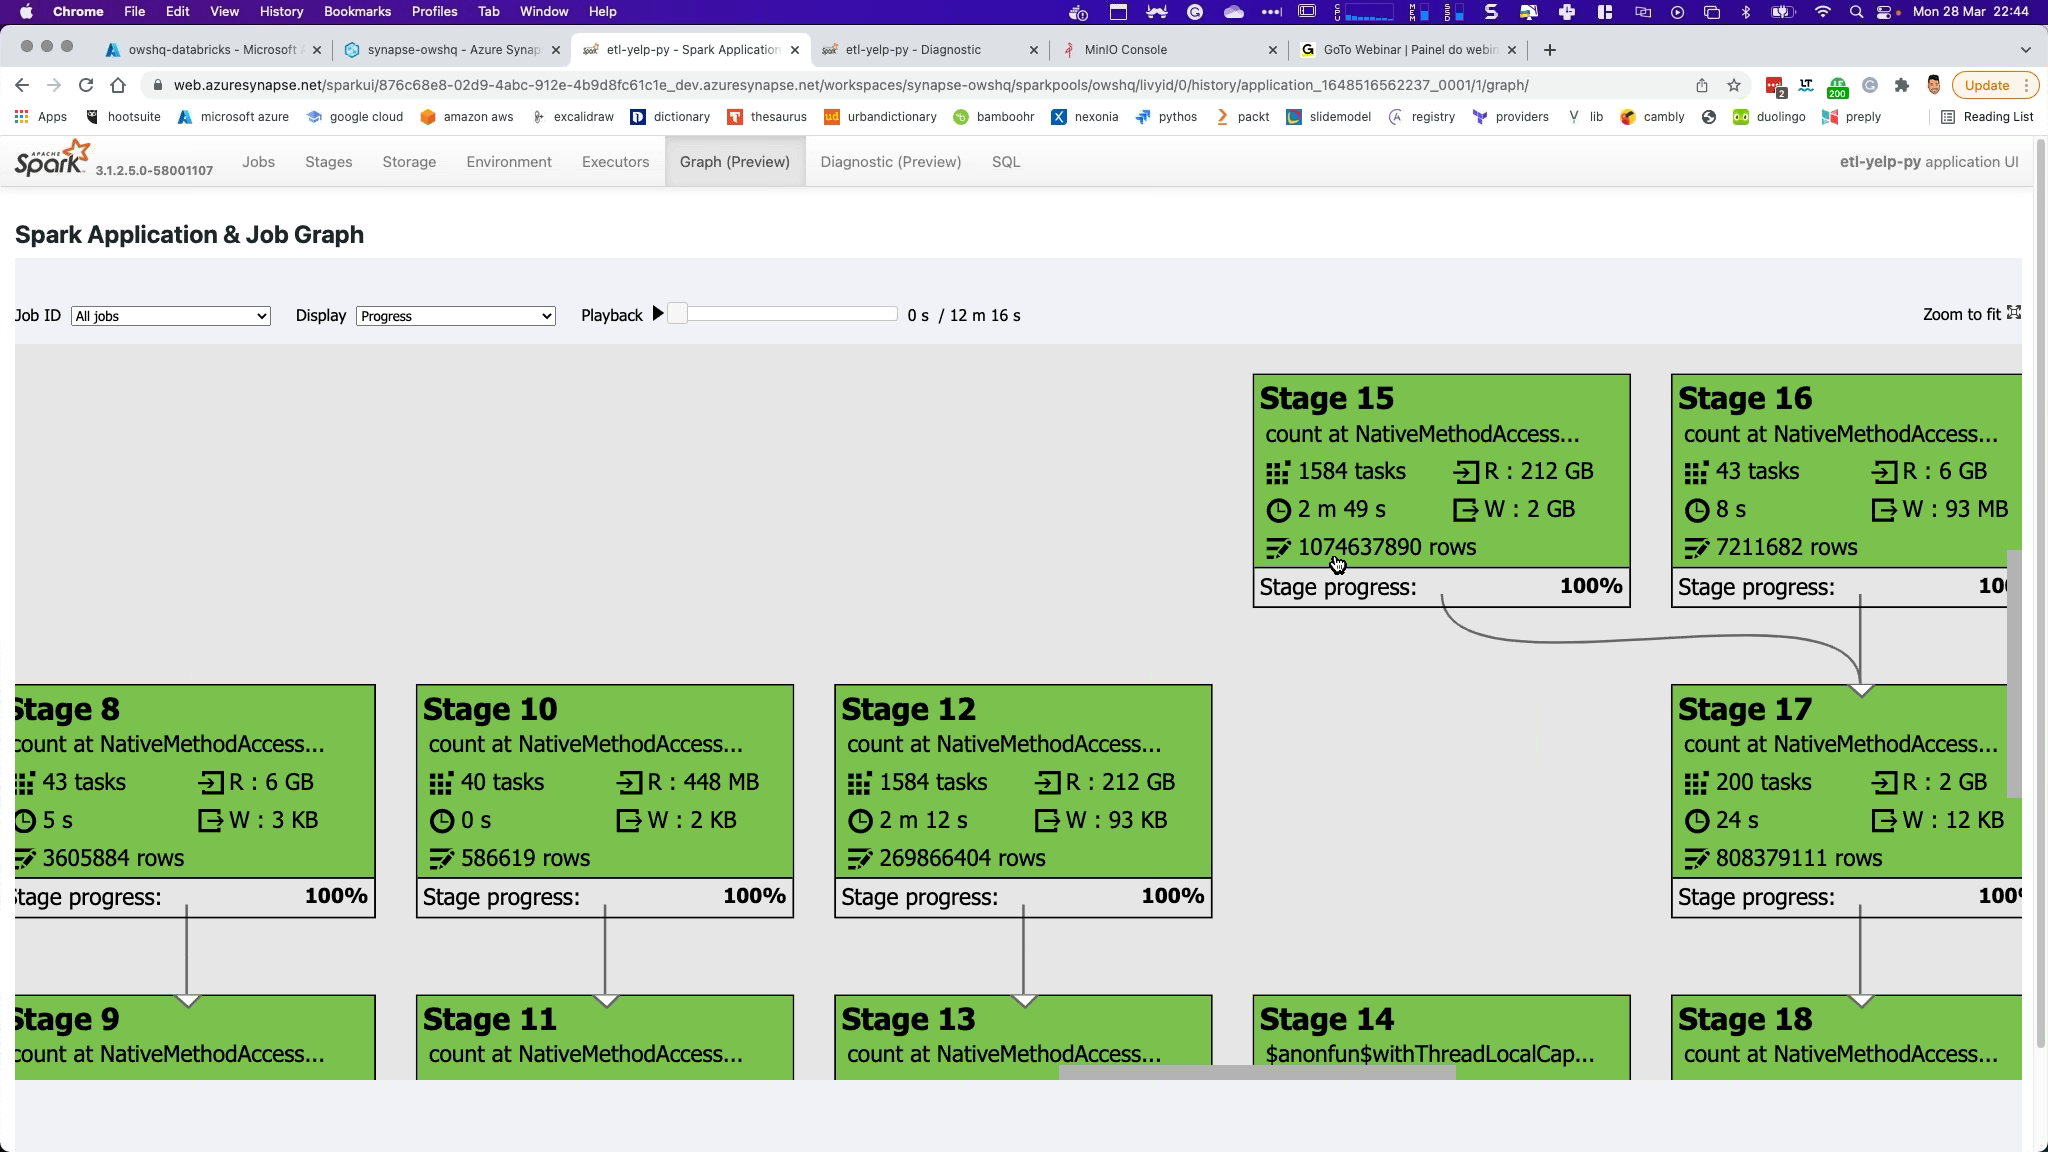 Chrome File Edit View History Bookmarks Profiles Tab Window Help Mon 28 Mar 22:44
owshq-databricks - Microsoft A synapse-owshq - Azure Synap etl-yelp-py - Spark Application etl-yelp-py - Diagnostic MinIO Console GoTo Webinar | Painel do webin
web.azuresynapse.net/sparkui/876c68e8-02d9-4abc-912e-4b9d8fc61c1e_dev.azuresynapse.net/workspaces/synapse-owshq/sparkpools/owshq/livyid/0/history/application_1648516562237_0001/1/graph/ Update
Apps hootsuite microsoft azure google cloud amazon aws excalidraw dictionary thesaurus urbandictionary bamboohr nexonia pythos packt slidemodel registry providers lib cambly duolingo preply Reading List
APACHE Spark 3.1.2.5.0-58001107 Jobs Stages Storage Environment Executors Graph (Preview) Diagnostic (Preview) SQL etl-yelp-py application UI
Spark Application & Job Graph
Job ID All jobs Display Progress Playback 0 s / 12 m 16 s Zoom to fit
Stage 15 Stage 16
count at NativeMethodAccess... count at NativeMethodAccess...
1584 tasks R : 212 GB 43 tasks R : 6 GB
2 m 49 s W : 2 GB 8 s W : 93 MB
1074637890 rows 7211682 rows
Stage progress: 100% Stage progress: 10
Stage 8 Stage 10 Stage 12 Stage 17
count at NativeMethodAccess... count at NativeMethodAccess... count at NativeMethodAccess... count at NativeMethodAccess...
43 tasks R : 6 GB 40 tasks R : 448 MB 1584 tasks R : 212 GB 200 tasks R : 2 GB
5 s W : 3 KB 0 s W : 2 KB 2 m 12 s W : 93 KB 24 s W : 12 KB
3605884 rows 586619 rows 269866404 rows 808379111 rows
Stage progress: 100% Stage progress: 100% Stage progress: 100% Stage progress: 100%
Stage 9 Stage 11 Stage 13 Stage 14 Stage 18
count at NativeMethodAccess... count at NativeMethodAccess... count at NativeMethodAccess... $anonfun$withThreadLocalCap... count at NativeMethodAccess...